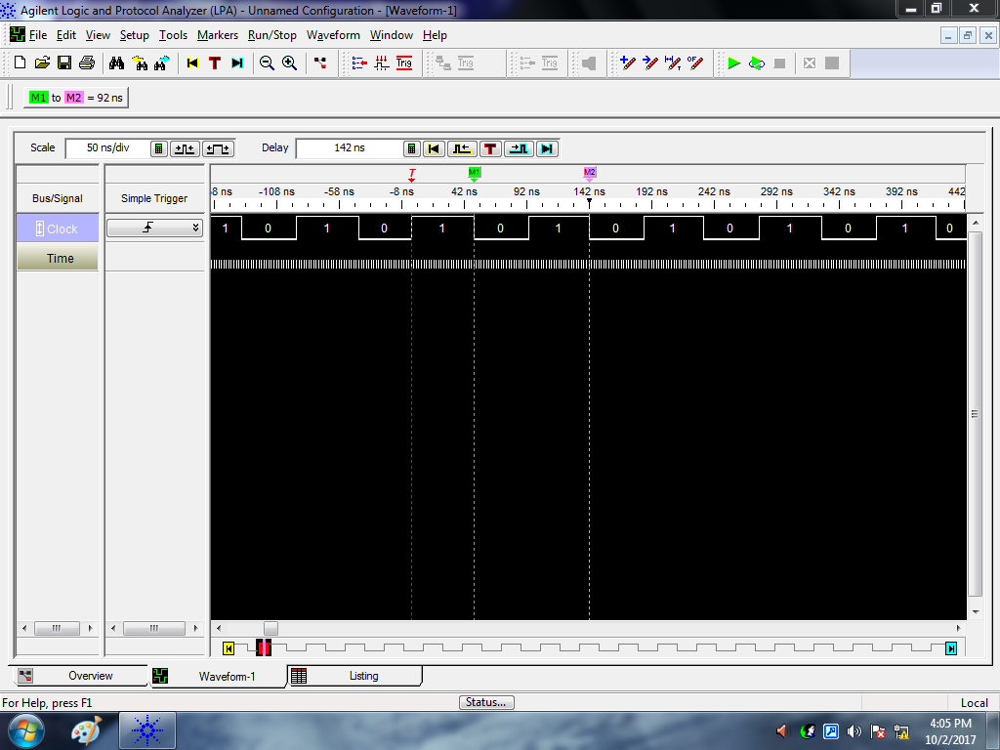 Agilent Logic and Protocol Analyzer (LPA) - Unnamed Configuration - [Waveform-1]
File Edit View Setup Tools Markers Run/Stop Waveform Window Help
T Trig Trig Trig
M1 to M2 = 92 ns
Scale 50 ns/div Delay 142 ns T
T M1 M2
Bus/Signal Simple Trigger 8 ns -108 ns -58 ns -8 ns 42 ns 92 ns 142 ns 192 ns 242 ns 292 ns 342 ns 392 ns 442
Clock 1 0 1 0 1 0 1 0 1 0 1 0 1 0
Time
Overview Waveform-1 Listing
For Help, press F1 Status... Local
4:05 PM
10/2/2017